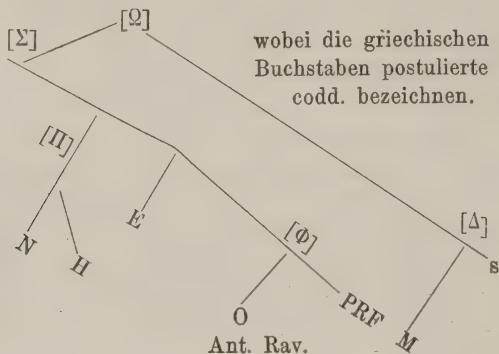 [Σ] [Ω]
wobei die griechischen
Buchstaben postulierte
codd. bezeichnen.
[Π]
E
[Φ]
[Δ]
N H
s
PRF M
O
Ant. Rav.